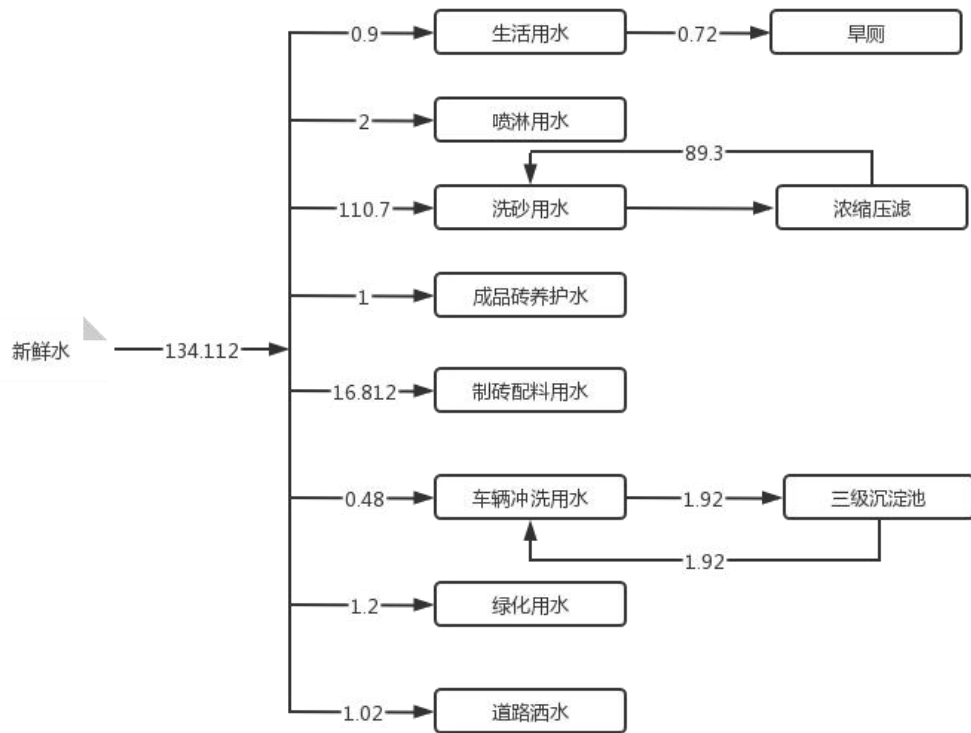 0.9
生活用水
0.72
旱厕
2
喷淋用水
89.3
110.7
洗砂用水
浓缩压滤
1
成品砖养护水
新鲜水
134.112
16.812
制砖配料用水
0.48
车辆冲洗用水
1.92
三级沉淀池
1.92
1.2
绿化用水
1.02
道路洒水